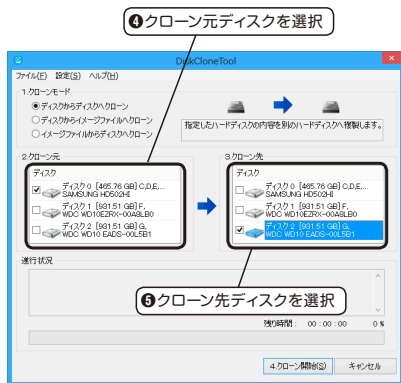 ❹クローン元ディスクを選択
DiskCloneTool
ファイル(F) 設定(S) ヘルプ(H)
1.クローンモード
ディスクからディスクへクローン
ディスクからイメージファイルへクローン
イメージファイルからディスクへクローン
指定したハードディスクの内容を別のハードディスクへ複製します。
2.クローン元
ディスク
ディスク 0 [465.76 GB] C,D,E,...
SAMSUNG HD502HI
ディスク 1 [931.51 GB] F,
WDC WD10EZRX-00A8LB0
ディスク 2 [931.51 GB] G,
WDC WD10 EADS-00L5B1
3.クローン先
ディスク
ディスク 0 [465.76 GB] C,D,E,...
SAMSUNG HD502HI
ディスク 1 [931.51 GB] F,
WDC WD10EZRX-00A8LB0
ディスク 2 [931.51 GB] G,
WDC WD10 EADS-00L5B1
進行状況
❺クローン先ディスクを選択
残り時間 : 00 : 00 : 00 0 %
4.クローン開始(S) キャンセル